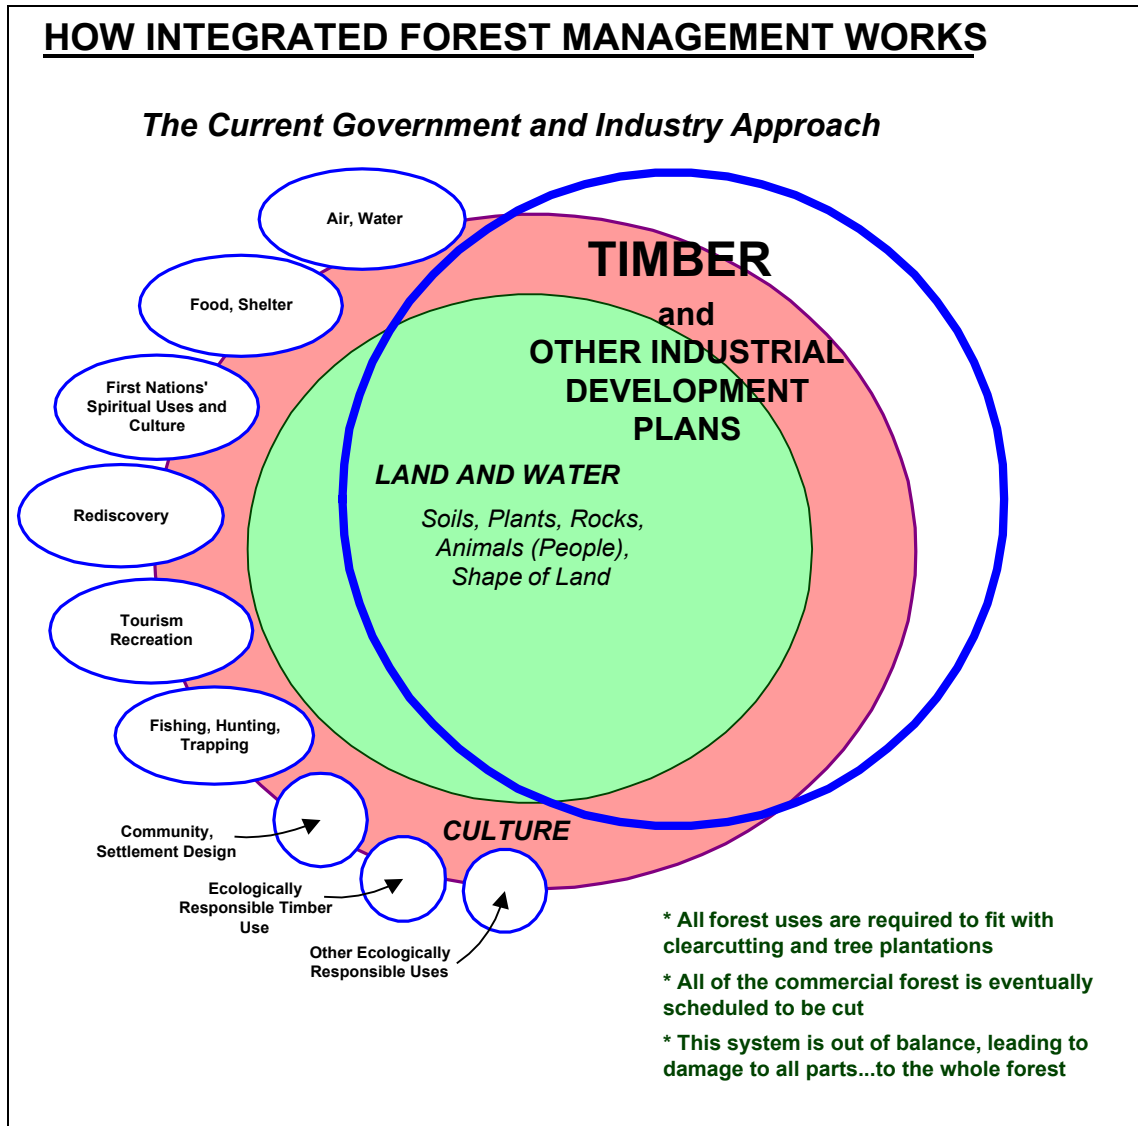 HOW INTEGRATED FOREST MANAGEMENT WORKS
The Current Government and Industry Approach
Air, Water
Food, Shelter
First Nations'
Spiritual Uses and
Culture
Rediscovery
Tourism
Recreation
Fishing, Hunting,
Trapping
Community,
Settlement Design
Ecologically
Responsible Timber
Use
Other Ecologically
Responsible Uses
TIMBER
and
OTHER INDUSTRIAL
DEVELOPMENT
PLANS
LAND AND WATER
Soils, Plants, Rocks,
Animals (People),
Shape of Land
CULTURE
* All forest uses are required to fit with
clearcutting and tree plantations
* All of the commercial forest is eventually
scheduled to be cut
* This system is out of balance, leading to
damage to all parts...to the whole forest